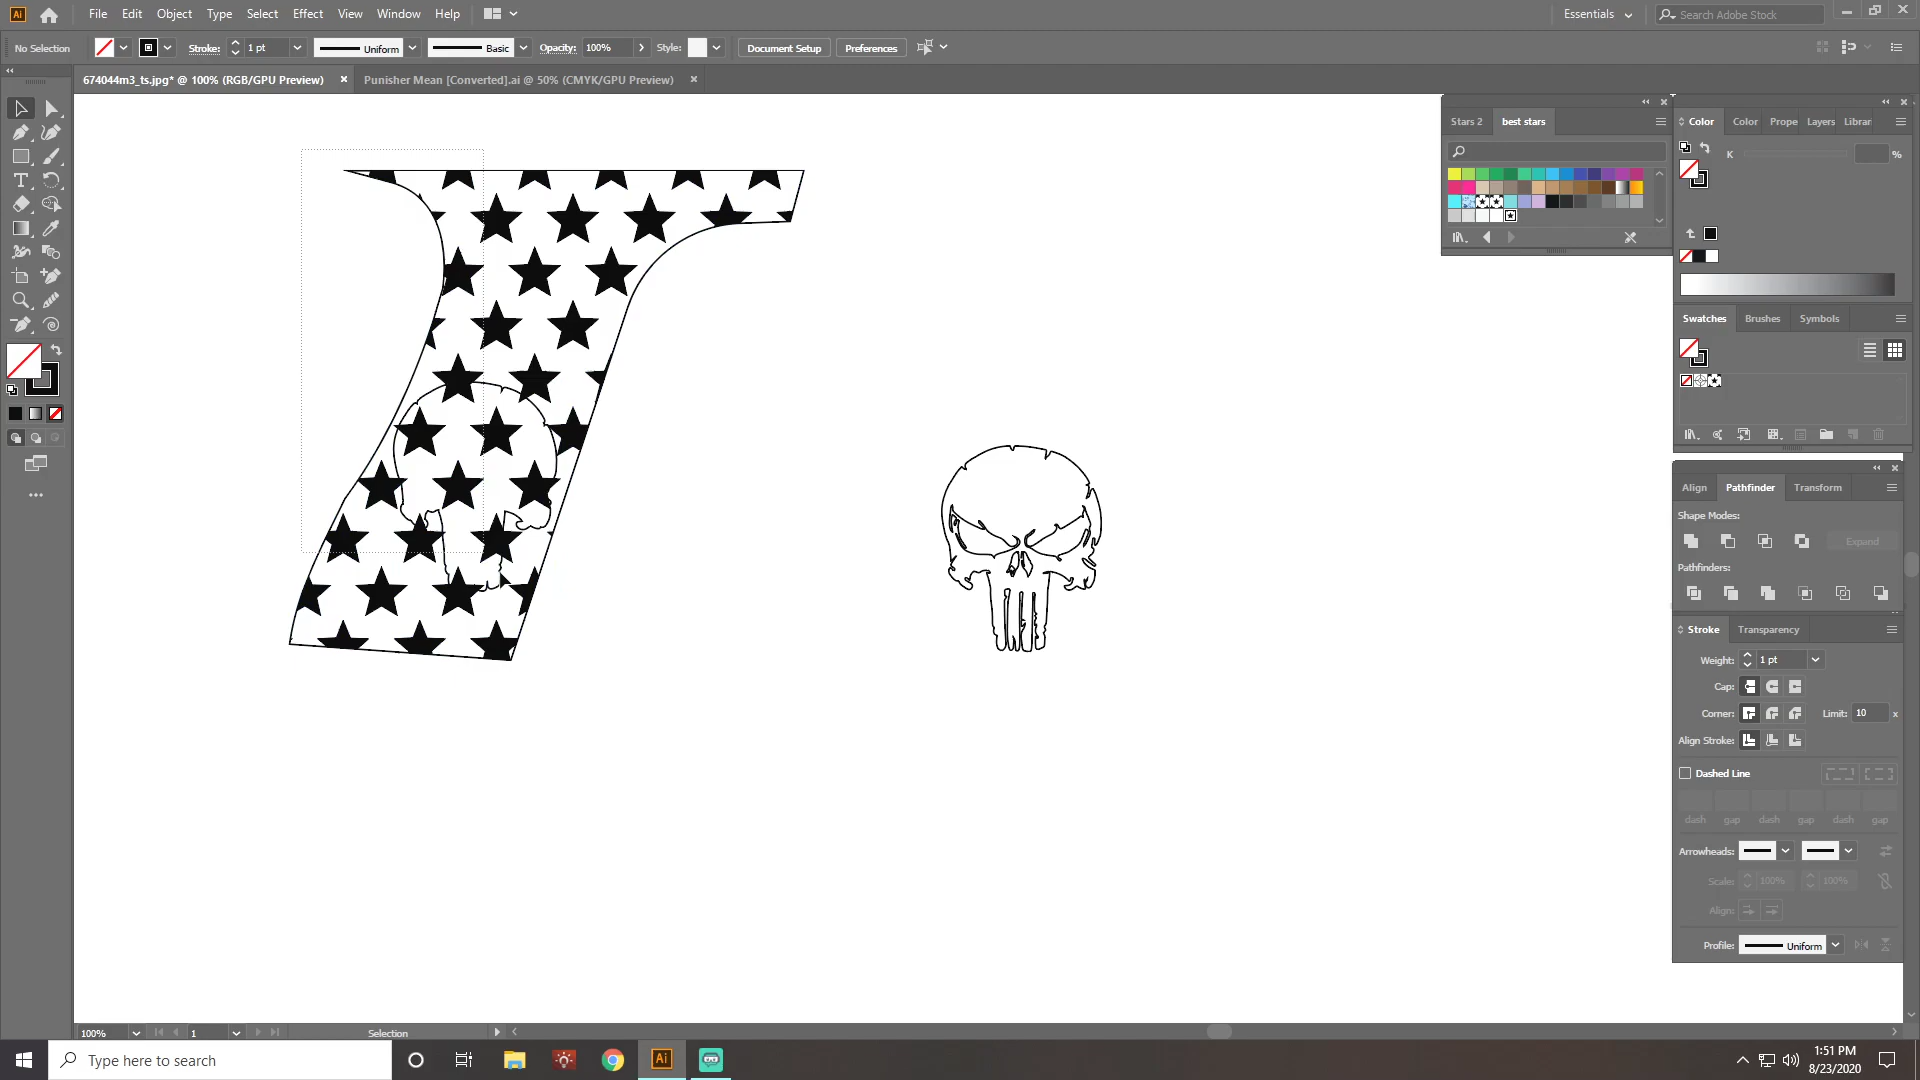 Ai File Edit Object Type Select Effect View Window Help Essentials Search Adobe Stock
No Selection Stroke: 1 pt Uniform Basic Opacity: 100% Style: Document Setup Preferences
674044m3_ts.jpg* @ 100% (RGB/GPU Preview) × Punisher Mean [Converted].ai @ 50% (CMYK/GPU Preview) ×
Stars 2 best stars
Color Color Prope Layers Librar
K %
Swatches Brushes Symbols
Align Pathfinder Transform
Shape Modes:
Expand
Pathfinders:
Stroke Transparency
Weight: 1 pt
Cap:
Corner: Limit: 10 x
Align Stroke:
Dashed Line
dash gap dash gap dash gap
Arrowheads:
Scale: 100% 100%
Align:
Profile: Uniform
100% 1 Selection
Type here to search
Ai
1:51 PM
8/23/2020